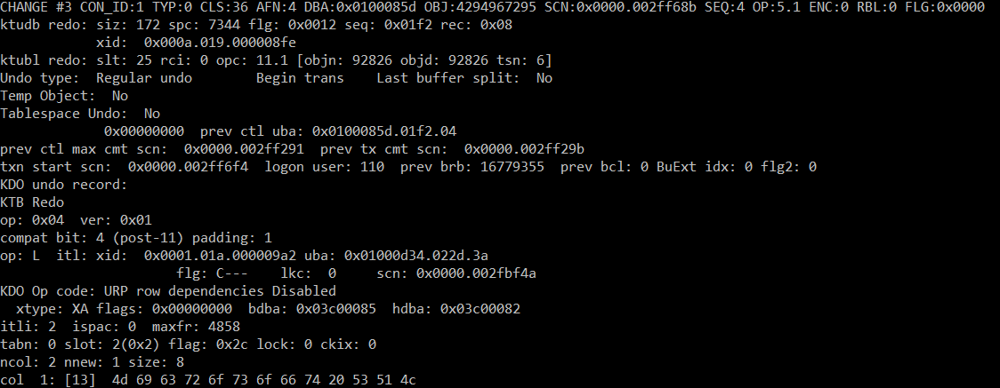 CHANGE #3 CON_ID:1 TYP:0 CLS:36 AFN:4 DBA:0x0100085d OBJ:4294967295 SCN:0x0000.002ff68b SEQ:4 OP:5.1 ENC:0 RBL:0 FLG:0x0000
ktudb redo: siz: 172 spc: 7344 flg: 0x0012 seq: 0x01f2 rec: 0x08
xid:  0x000a.019.000008fe
ktubl redo: slt: 25 rci: 0 opc: 11.1 [objn: 92826 objd: 92826 tsn: 6]
Undo type:  Regular undo        Begin trans    Last buffer split:  No
Temp Object:  No
Tablespace Undo:  No
0x00000000  prev ctl uba: 0x0100085d.01f2.04
prev ctl max cmt scn:  0x0000.002ff291  prev tx cmt scn:  0x0000.002ff29b
txn start scn:  0x0000.002ff6f4  logon user: 110  prev brb: 16779355  prev bcl: 0 BuExt idx: 0 flg2: 0
KDO undo record:
KTB Redo
op: 0x04  ver: 0x01
compat bit: 4 (post-11) padding: 1
op: L  itl: xid:  0x0001.01a.000009a2 uba: 0x01000d34.022d.3a
flg: C---    lkc:  0     scn: 0x0000.002fbf4a
KDO Op code: URP row dependencies Disabled
xtype: XA flags: 0x00000000  bdba: 0x03c00085  hdba: 0x03c00082
itli: 2  ispac: 0  maxfr: 4858
tabn: 0 slot: 2(0x2) flag: 0x2c lock: 0 ckix: 0
ncol: 2 nnew: 1 size: 8
col  1: [13]  4d 69 63 72 6f 73 6f 66 74 20 53 51 4c